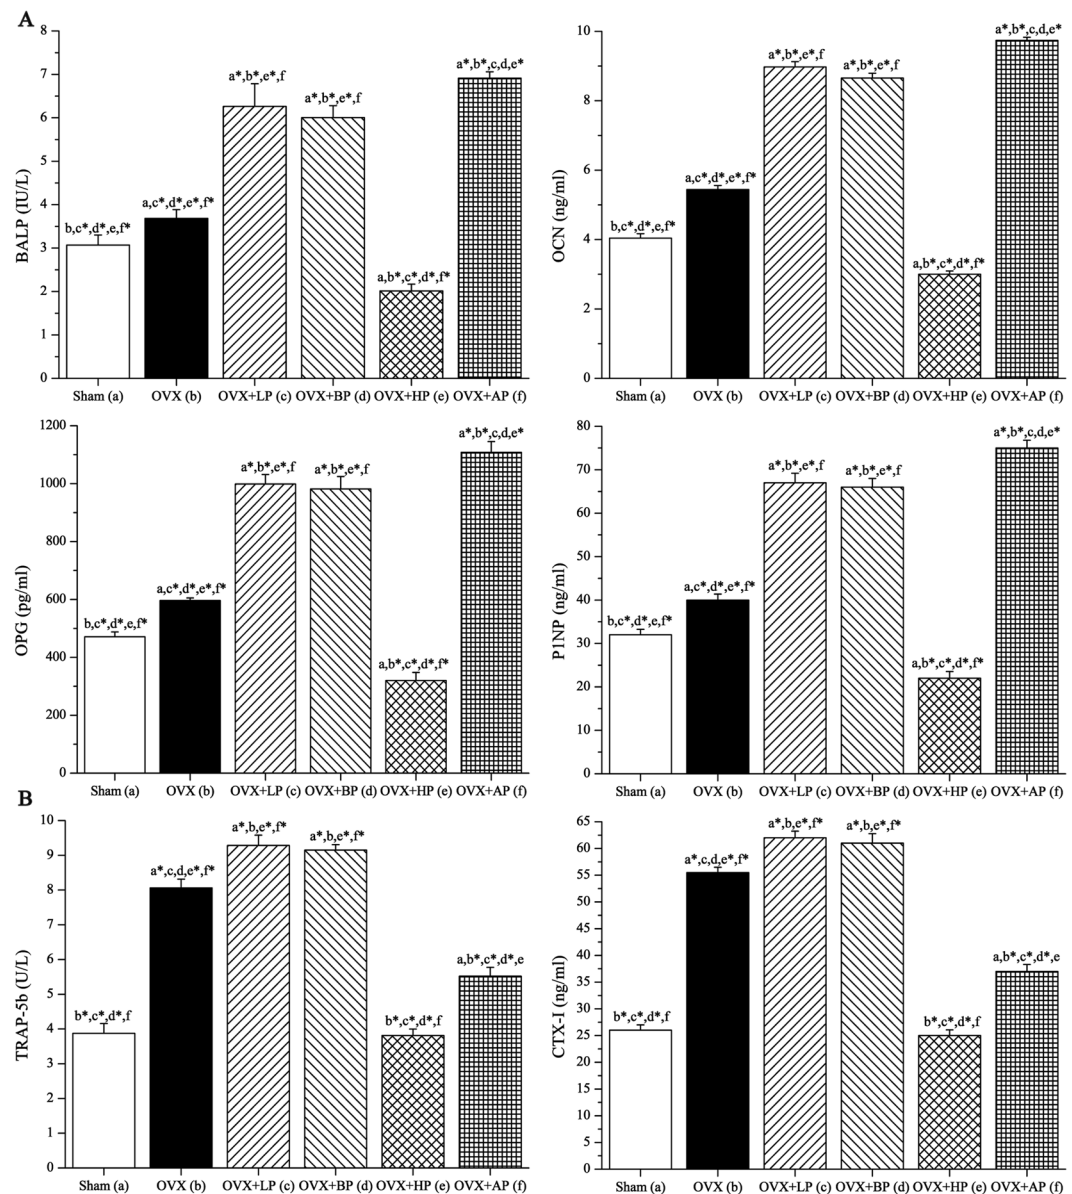 A
BALP (IU/L)
8
7
6
5
4
3
2
1
0
b,c*,d*,e,f*
a,c*,d*,e*,f*
a*,b*,e*,f
a*,b*,e*,f
a,b*,c*,d*,f*
a*,b*,c,d,e*
Sham (a) OVX (b) OVX+LP (c) OVX+BP (d) OVX+HP (e) OVX+AP (f)
OCN (ng/ml)
10
8
6
4
2
0
b,c*,d*,e,f*
a,c*,d*,e*,f*
a*,b*,e*,f
a*,b*,e*,f
a,b*,c*,d*,f*
a*,b*,c,d,e*
Sham (a) OVX (b) OVX+LP (c) OVX+BP (d) OVX+HP (e) OVX+AP (f)
OPG (pg/ml)
1200
1000
800
600
400
200
0
b,c*,d*,e,f*
a,c*,d*,e*,f*
a*,b*,e*,f
a*,b*,e*,f
a,b*,c*,d*,f*
a*,b*,c,d,e*
Sham (a) OVX (b) OVX+LP (c) OVX+BP (d) OVX+HP (e) OVX+AP (f)
P1NP (ng/ml)
80
70
60
50
40
30
20
10
0
b,c*,d*,e,f*
a,c*,d*,e*,f*
a*,b*,e*,f
a*,b*,e*,f
a,b*,c*,d*,f*
a*,b*,c,d,e*
Sham (a) OVX (b) OVX+LP (c) OVX+BP (d) OVX+HP (e) OVX+AP (f)
B
TRAP-5b (U/L)
10
9
8
7
6
5
4
3
2
1
0
b*,c*,d*,f
a*,c,d,e*,f*
a*,b,e*,f*
a*,b,e*,f*
b*,c*,d*,f
a,b*,c*,d*,e
Sham (a) OVX (b) OVX+LP (c) OVX+BP (d) OVX+HP (e) OVX+AP (f)
CTX-I (ng/ml)
65
60
55
50
45
40
35
30
25
20
15
10
5
0
b*,c*,d*,f
a*,c,d,e*,f*
a*,b,e*,f*
a*,b,e*,f*
b*,c*,d*,f
a,b*,c*,d*,e
Sham (a) OVX (b) OVX+LP (c) OVX+BP (d) OVX+HP (e) OVX+AP (f)